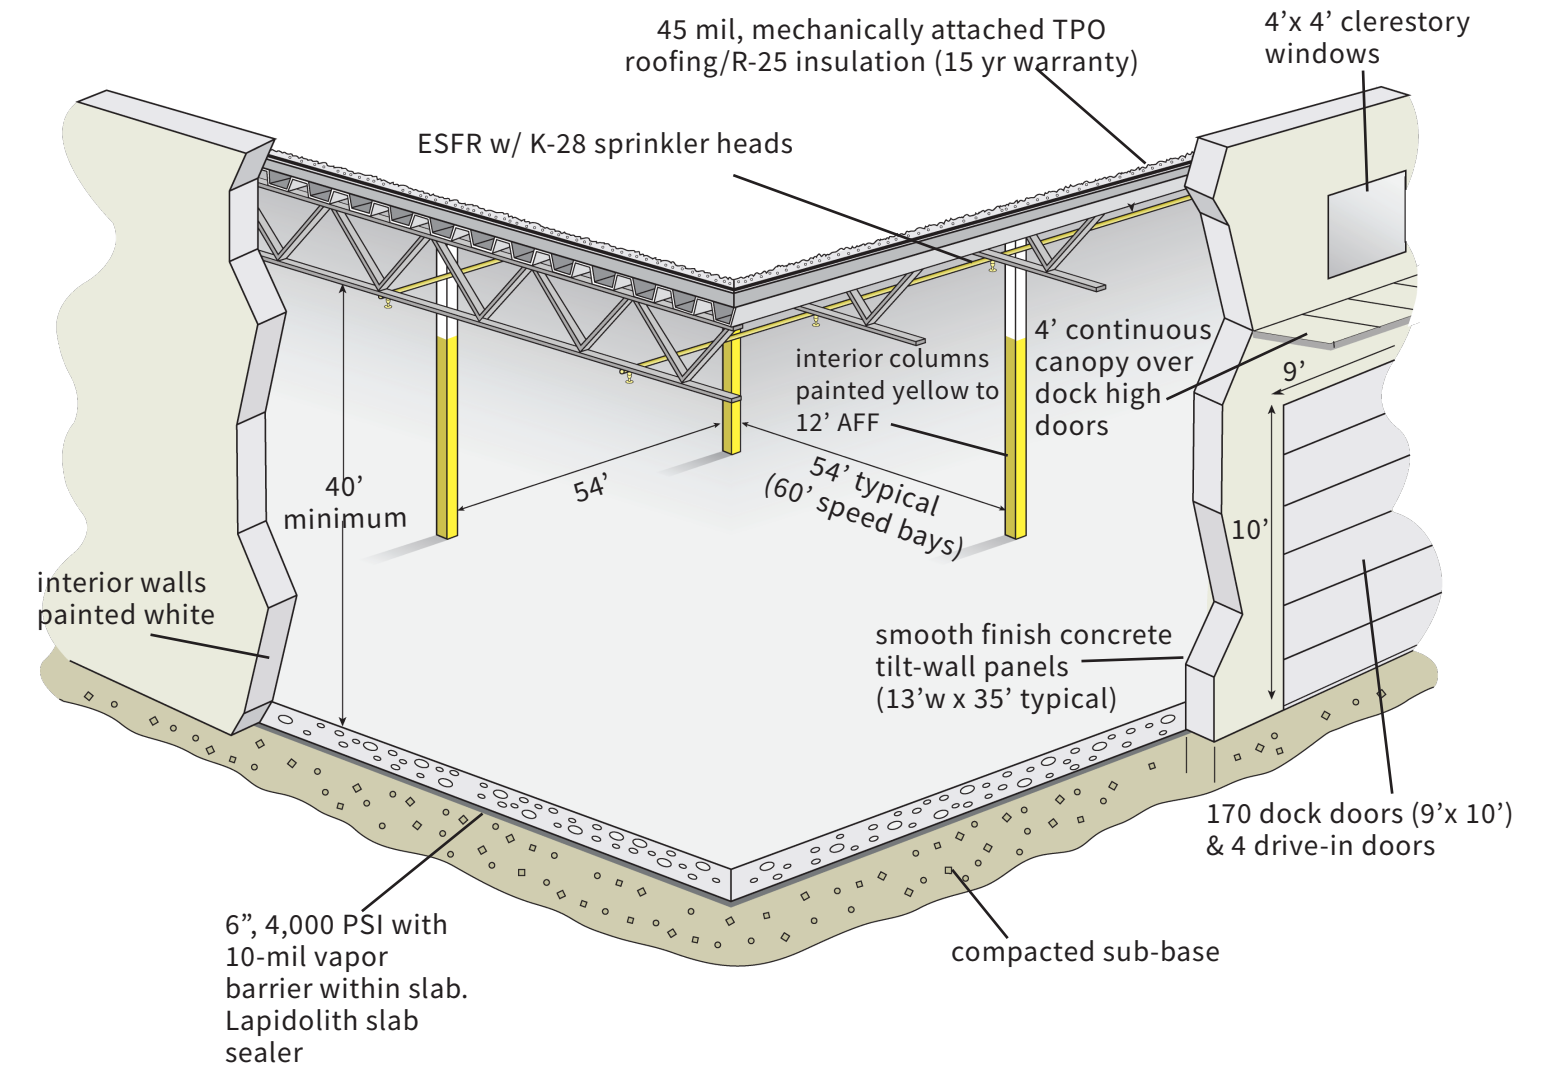 45 mil, mechanically attached TPO
roofing/R-25 insulation (15 yr warranty)
4’x 4’ clerestory
windows
ESFR w/ K-28 sprinkler heads
interior columns
painted yellow to
12’ AFF
4’ continuous
canopy over
dock high
doors
9’
10’
40’
minimum
54’
54’ typical
(60’ speed bays)
interior walls
painted white
smooth finish concrete
tilt-wall panels
(13’w x 35’ typical)
170 dock doors (9’x 10’)
& 4 drive-in doors
6”, 4,000 PSI with
10-mil vapor
barrier within slab.
Lapidolith slab
sealer
compacted sub-base